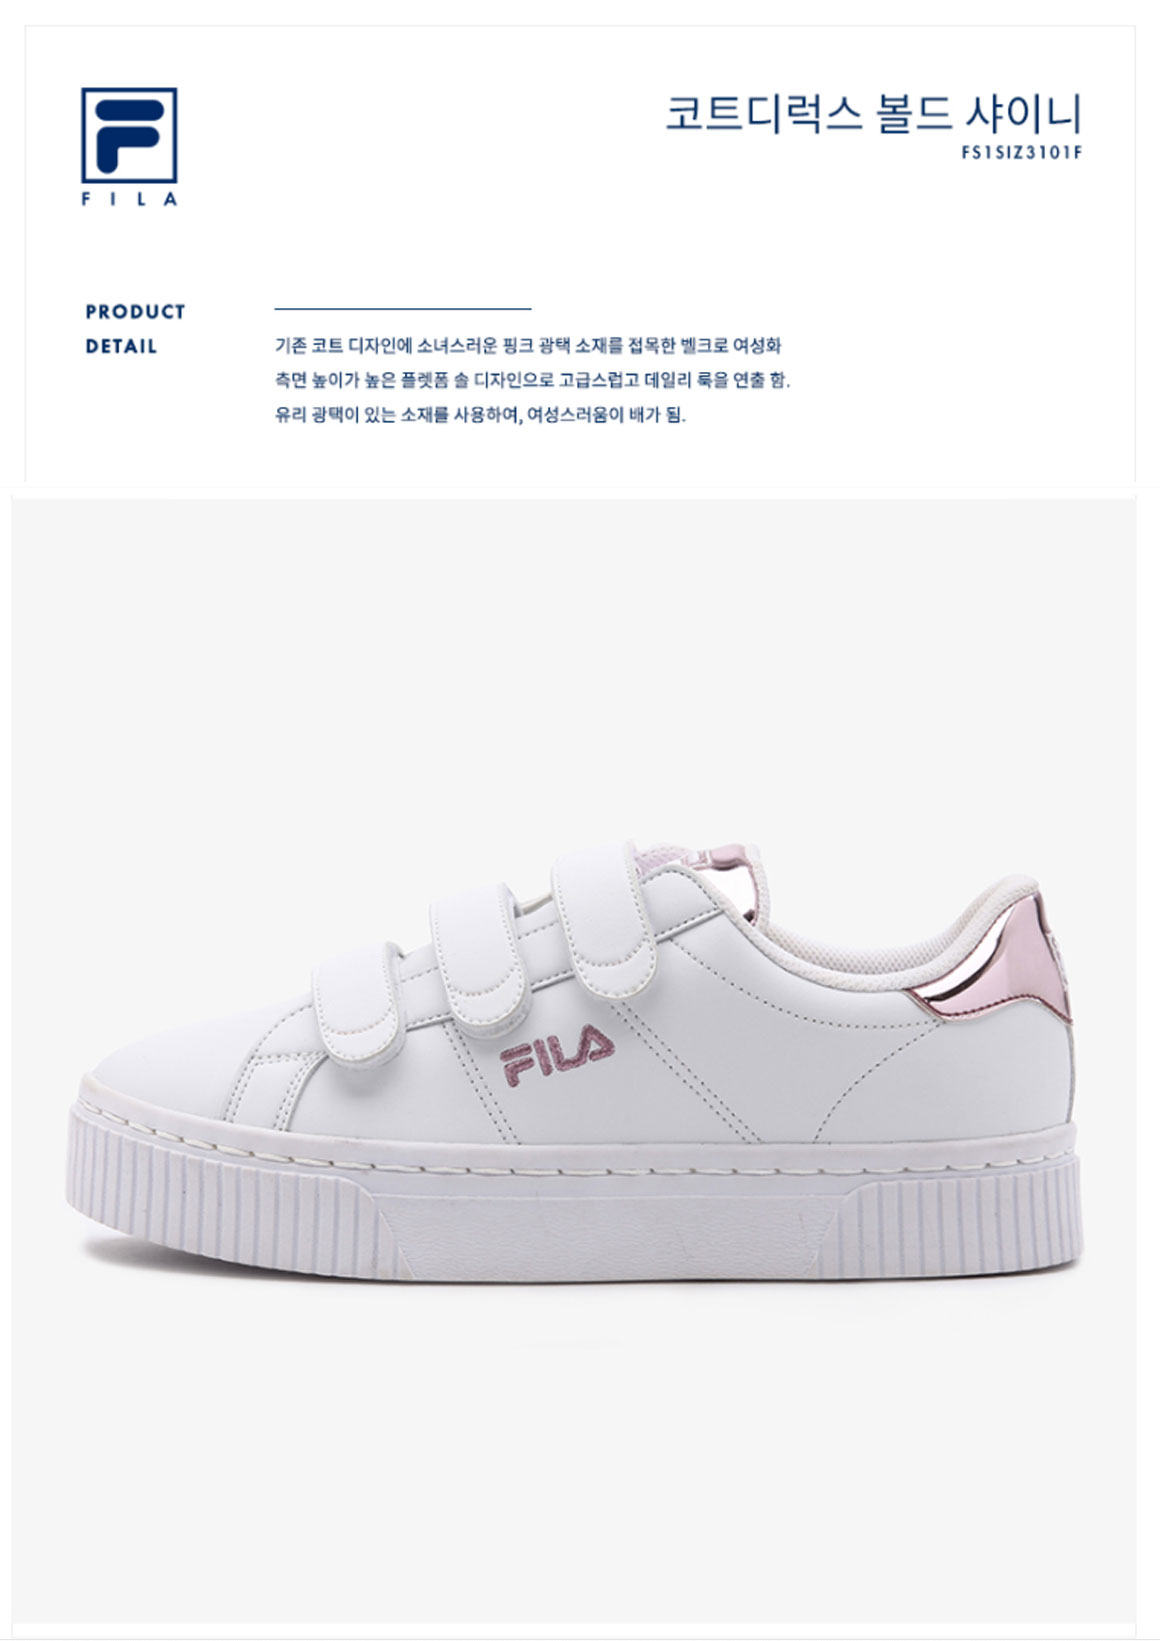 FILA
코트디럭스 볼드 샤이니
FS1SIZ3101F
PRODUCT
DETAIL
기존 코트 디자인에 소녀스러운 핑크 광택 소재를 접목한 벨크로 여성화
측면 높이가 높은 플렛폼 솔 디자인으로 고급스럽고 데일리 룩을 연출 함.
유리 광택이 있는 소재를 사용하여, 여성스러움이 배가 됨.
FILA